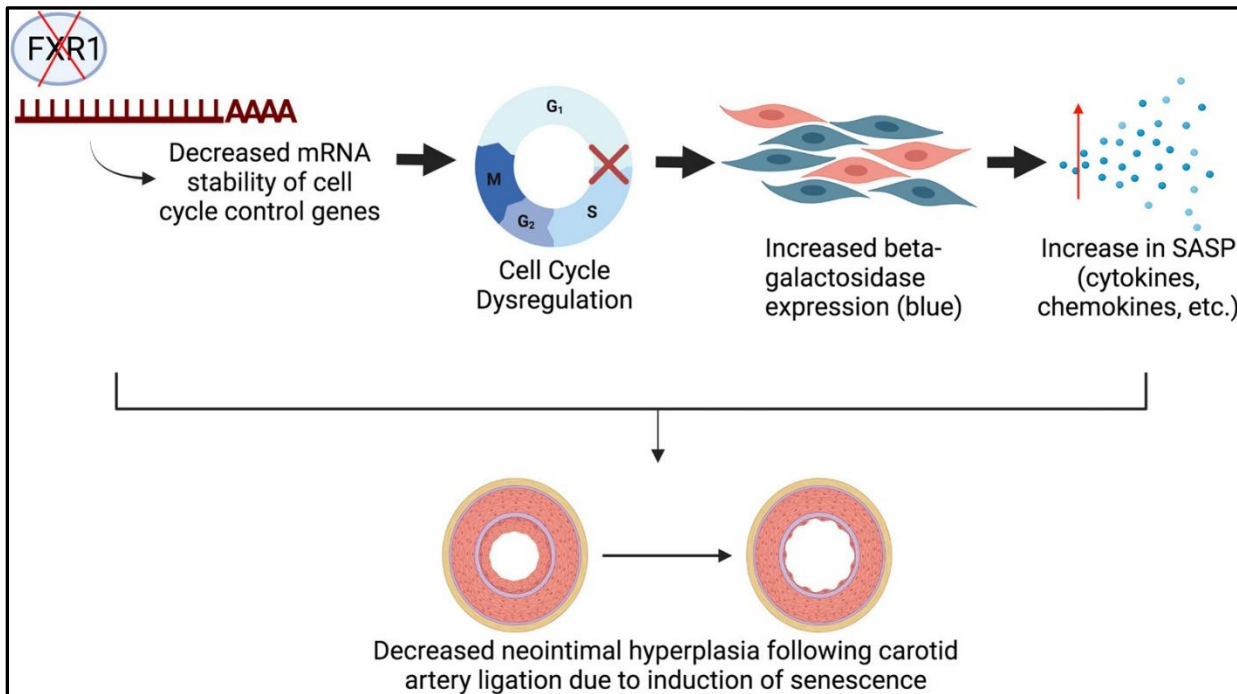 FXR1
AAAA
Decreased mRNA
stability of cell
cycle control genes
G₁
M
G₂
S
Cell Cycle
Dysregulation
Increased beta-
galactosidase
expression (blue)
Increase in SASP
(cytokines,
chemokines, etc.)
Decreased neointimal hyperplasia following carotid
artery ligation due to induction of senescence